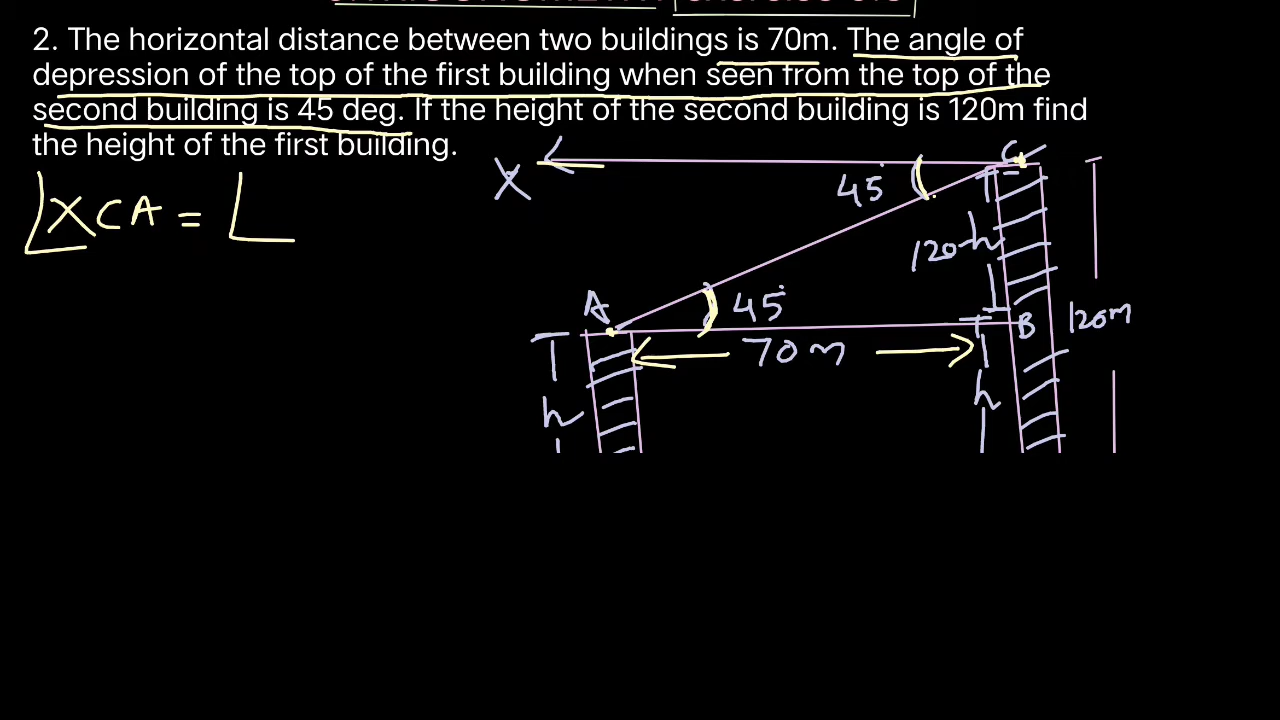 2. The horizontal distance between two buildings is 70m. The angle of
depression of the top of the first building when seen from the top of the
second building is 45 deg. If the height of the second building is 120m find
the height of the first building.
X
C
45°
∠XCA = ∠
120-h
A
45°
B
120m
70m
h
h